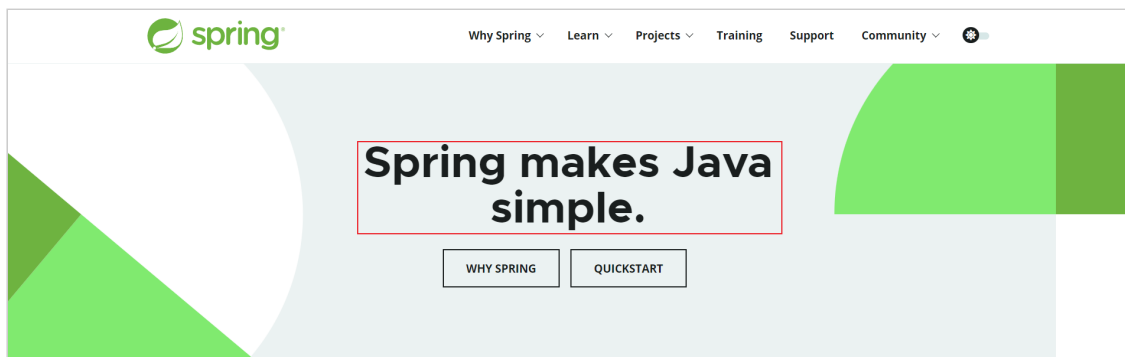 spring®
Why Spring
Learn
Projects
Training
Support
Community
Spring makes Java
simple.
WHY SPRING
QUICKSTART